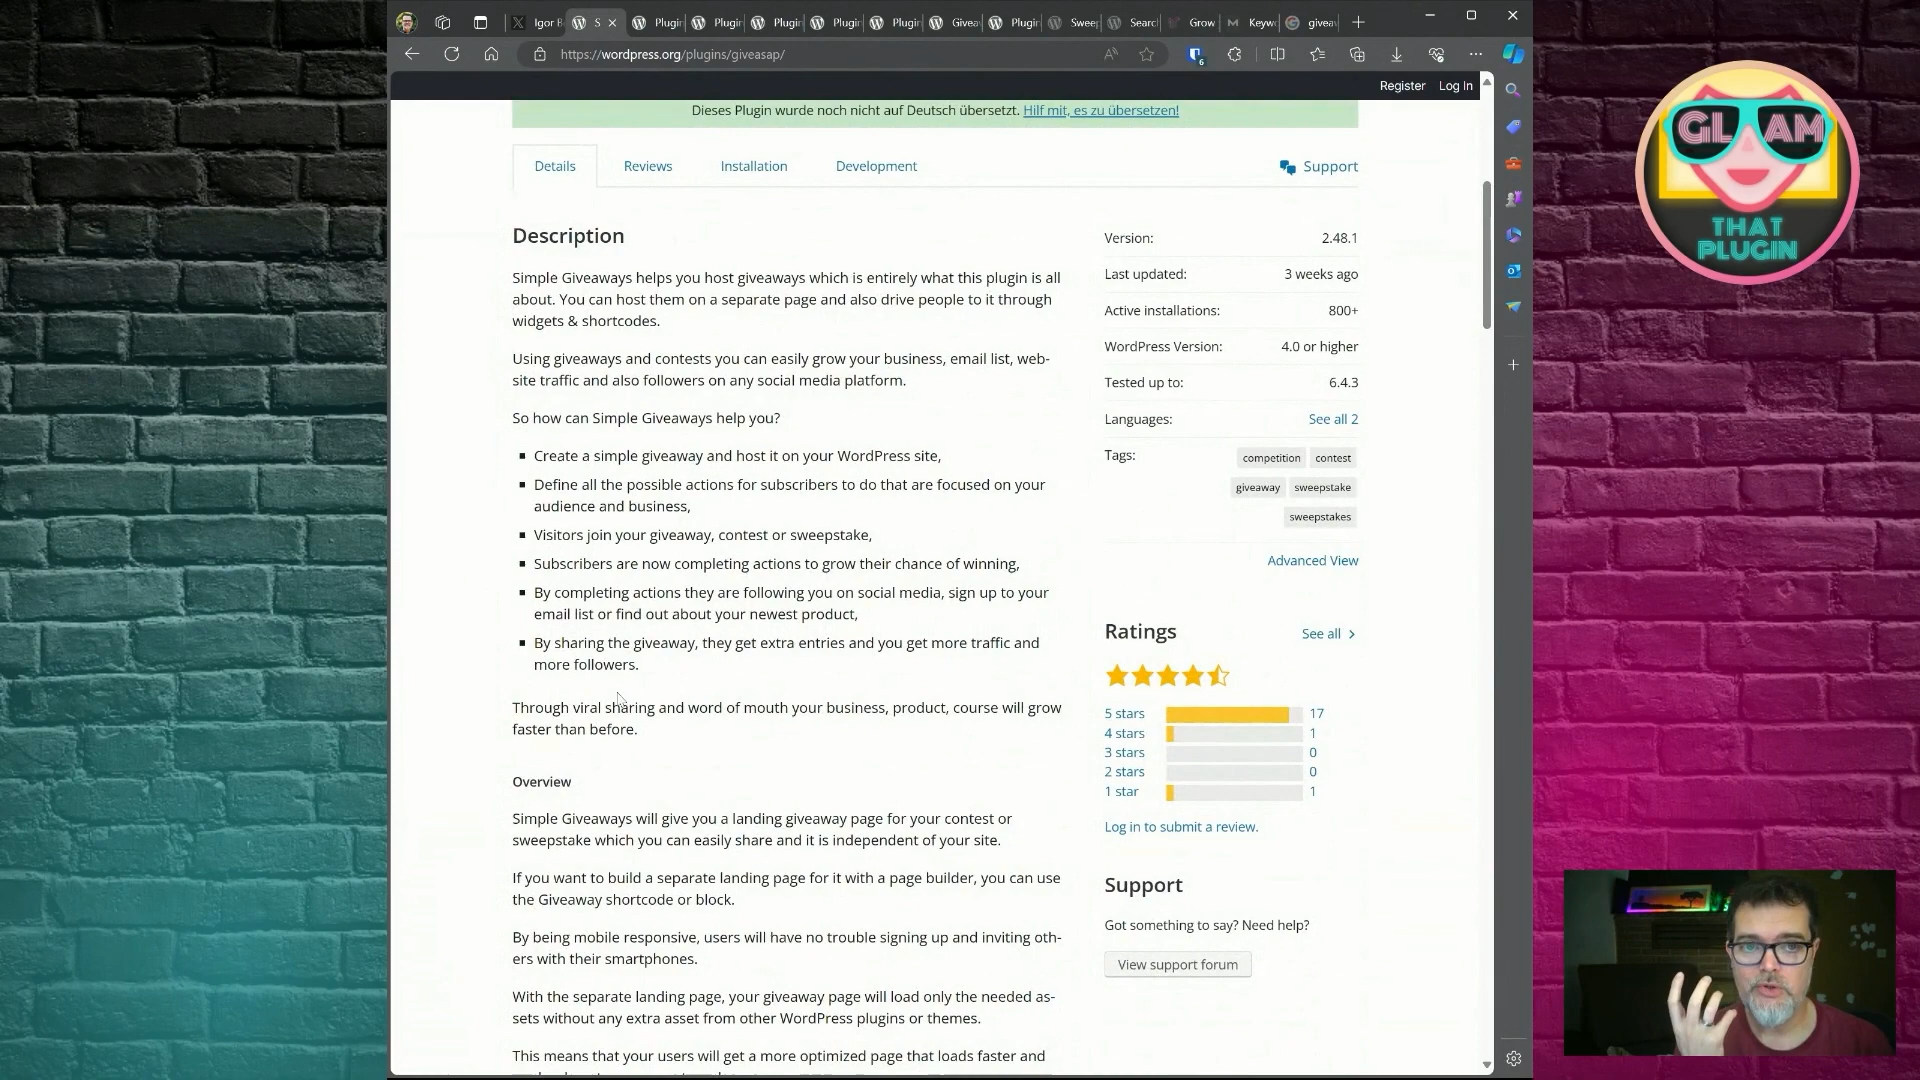 Igor B
S
Plugin
Plugin
Plugin
Plugin
Plugin
Givea
Plugin
Swee
Searc
Grow
Keyw
givea
https://wordpress.org/plugins/giveasap/
6
Register Log In
Dieses Plugin wurde noch nicht auf Deutsch übersetzt. Hilf mit, es zu übersetzen!
Details Reviews Installation Development Support
Description
Simple Giveaways helps you host giveaways which is entirely what this plugin is all
about. You can host them on a separate page and also drive people to it through
widgets & shortcodes.
Using giveaways and contests you can easily grow your business, email list, web-
site traffic and also followers on any social media platform.
So how can Simple Giveaways help you?
Create a simple giveaway and host it on your WordPress site,
Define all the possible actions for subscribers to do that are focused on your
audience and business,
Visitors join your giveaway, contest or sweepstake,
Subscribers are now completing actions to grow their chance of winning,
By completing actions they are following you on social media, sign up to your
email list or find out about your newest product,
By sharing the giveaway, they get extra entries and you get more traffic and
more followers.
Through viral sharing and word of mouth your business, product, course will grow
faster than before.
Overview
Simple Giveaways will give you a landing giveaway page for your contest or
sweepstake which you can easily share and it is independent of your site.
If you want to build a separate landing page for it with a page builder, you can use
the Giveaway shortcode or block.
By being mobile responsive, users will have no trouble signing up and inviting oth-
ers with their smartphones.
With the separate landing page, your giveaway page will load only the needed as-
sets without any extra asset from other WordPress plugins or themes.
This means that your users will get a more optimized page that loads faster and
Version: 2.48.1
Last updated: 3 weeks ago
Active installations: 800+
WordPress Version: 4.0 or higher
Tested up to: 6.4.3
Languages: See all 2
Tags: competition contest
giveaway sweepstake
sweepstakes
Advanced View
Ratings See all
5 stars 17
4 stars 1
3 stars 0
2 stars 0
1 star 1
Log in to submit a review.
Support
Got something to say? Need help?
View support forum
GLAM
THAT
PLUGIN